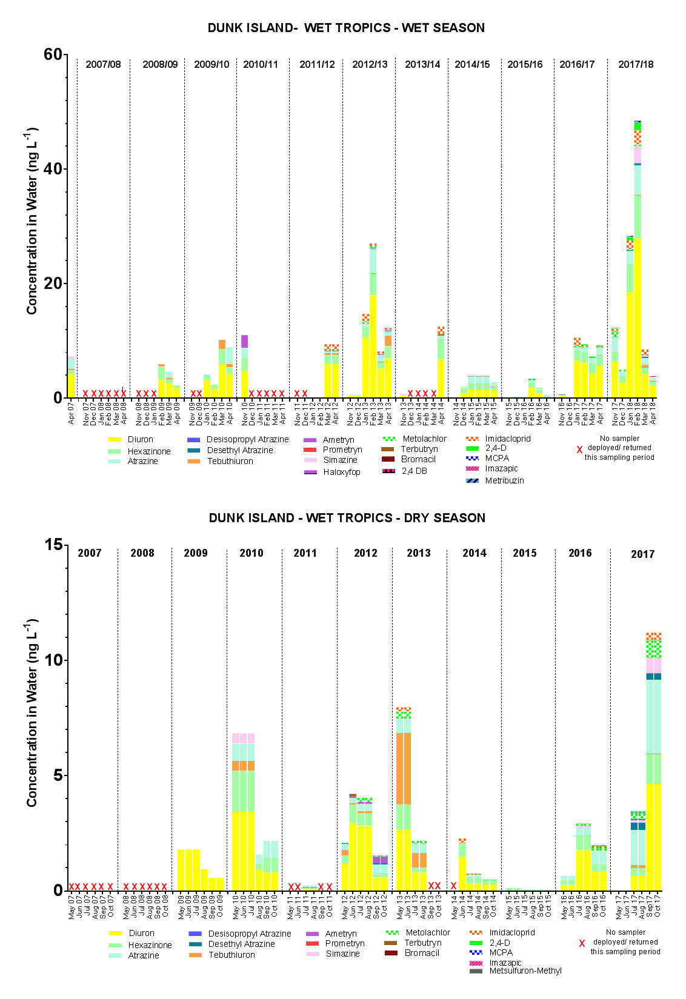 DUNK ISLAND- WET TROPICS - WET SEASON
60
2007/08 2008/09 2009/10 2010/11 2011/12 2012/13 2013/14 2014/15 2015/16 2016/17 2017/18
40
Concentration in Water (ng L-1)
20
0
Apr 07 Nov 07 Dec 07 Jan 08 Feb 08 Mar 08 Apr 08 Nov 08 Dec 08 Jan 09 Feb 09 Mar 09 Apr 09 Nov 09 Dec 09 Jan 10 Feb 10 Mar 10 Apr 10 Nov 10 Dec 10 Jan 11 Feb 11 Mar 11 Apr 11 Nov 11 Dec 11 Jan 12 Feb 12 Mar 12 Apr 12 Nov 12 Dec 12 Jan 13 Feb 13 Mar 13 Apr 13 Nov 13 Dec 13 Jan 14 Feb 14 Mar 14 Apr 14 Nov 14 Dec 14 Jan 15 Feb 15 Mar 15 Apr 15 Nov 15 Dec 15 Jan 16 Feb 16 Mar 16 Apr 16 Nov 16 Dec 16 Jan 17 Feb 17 Mar 17 Apr 17 Nov 17 Dec 17 Jan 18 Feb 18 Mar 18 Apr 18
Diuron Desisopropyl Atrazine Ametryn Metolachlor Imidacloprid No sampler
Hexazinone Desethyl Atrazine Prometryn Terbutryn 2,4-D X deployed/ returned
Atrazine Tebuthiuron Simazine Bromacil MCPA this sampling period
Haloxyfop 2,4 DB Imazapic
Metribuzin
DUNK ISLAND - WET TROPICS - DRY SEASON
15
2007 2008 2009 2010 2011 2012 2013 2014 2015 2016 2017
10
Concentration in Water (ng L-1)
5
0
May 07 Jun 07 Jul 07 Aug 07 Sep 07 Oct 07 May 08 Jun 08 Jul 08 Aug 08 Sep 08 Oct 08 May 09 Jun 09 Jul 09 Aug 09 Sep 09 Oct 09 May 10 Jun 10 Jul 10 Aug 10 Sep 10 Oct 10 May 11 Jun 11 Jul 11 Aug 11 Sep 11 Oct 11 May 12 Jun 12 Jul 12 Aug 12 Sep 12 Oct 12 May 13 Jun 13 Jul 13 Aug 13 Sep 13 Oct 13 May 14 Jun 14 Jul 14 Aug 14 Sep 14 Oct 14 May 15 Jun 15 Jul 15 Aug 15 Sep 15 Oct 15 May 16 Jun 16 Jul 16 Aug 16 Sep16 Oct 16 May 17 Jun 17 Jul 17 Aug 17 Sep17 Oct 17
Diuron Desisopropyl Atrazine Ametryn Metolachlor Imidacloprid No sampler
Hexazinone Desethyl Atrazine Prometryn Terbutryn 2,4-D X deployed/ returned
Atrazine Tebuthiuron Simazine Bromacil MCPA this sampling period
Imazapic
Metsulfuron-Methyl